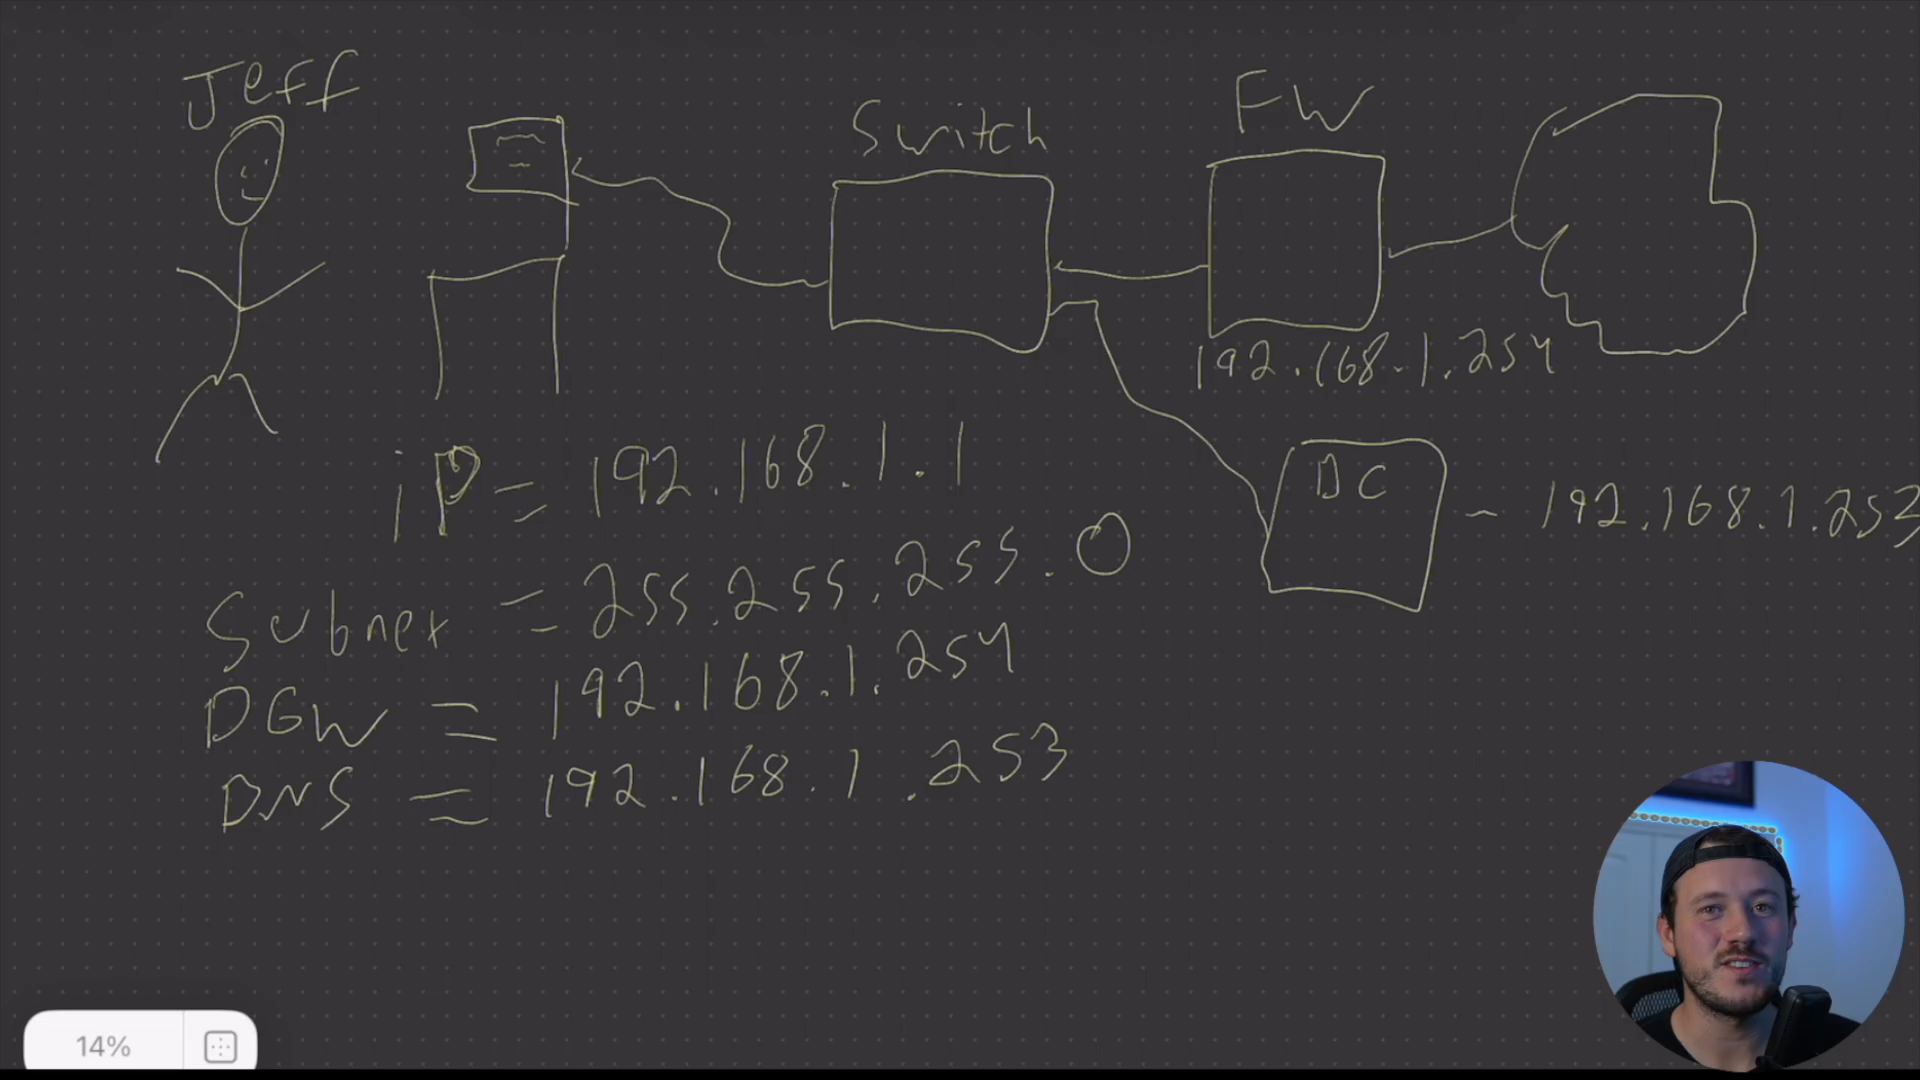 Jeff
Switch
FW
192.168.1.254
DC - 192.168.1.253
iP = 192.168.1.1
Subnet = 255.255.255.0
DGW = 192.168.1.254
DNS = 192.168.1.253
14%